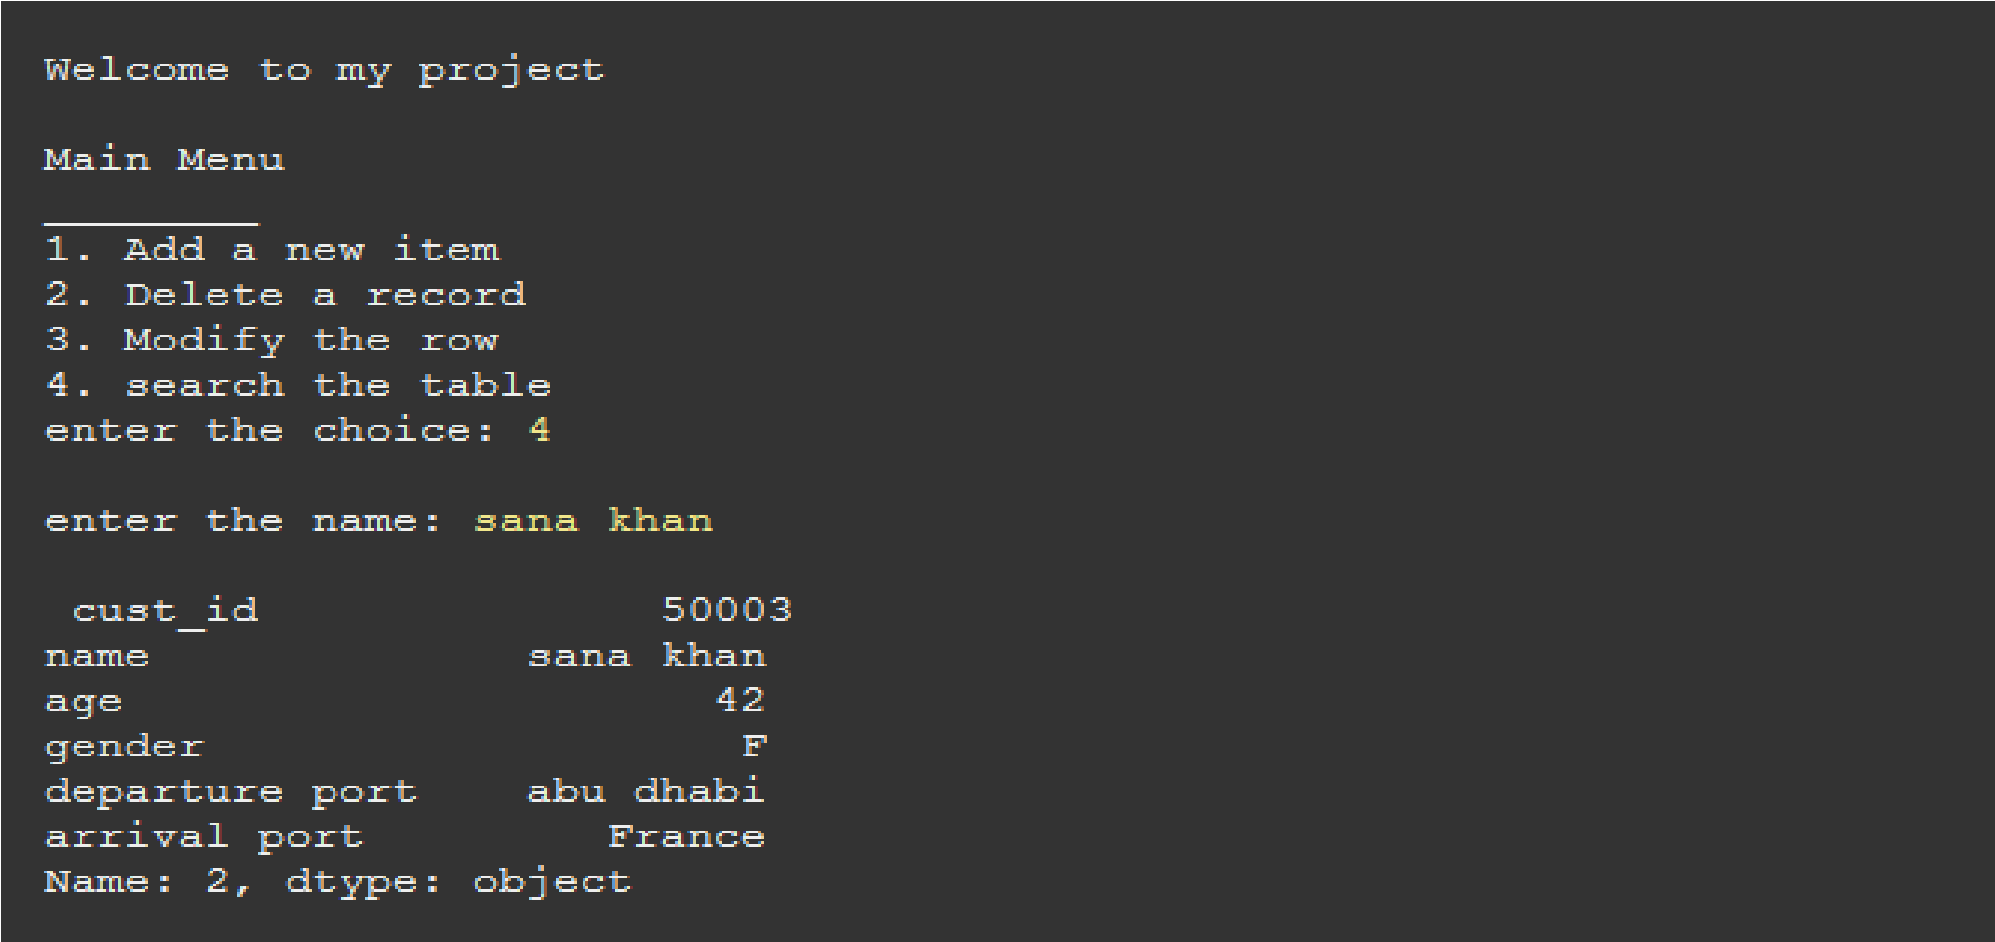 Welcome to my project
Main Menu
________
1. Add a new item
2. Delete a record
3. Modify the row
4. search the table
enter the choice: 4
enter the name: sana khan
cust_id               50003
name              sana khan
age                      42
gender                    F
departure port    abu dhabi
arrival port         France
Name: 2, dtype: object